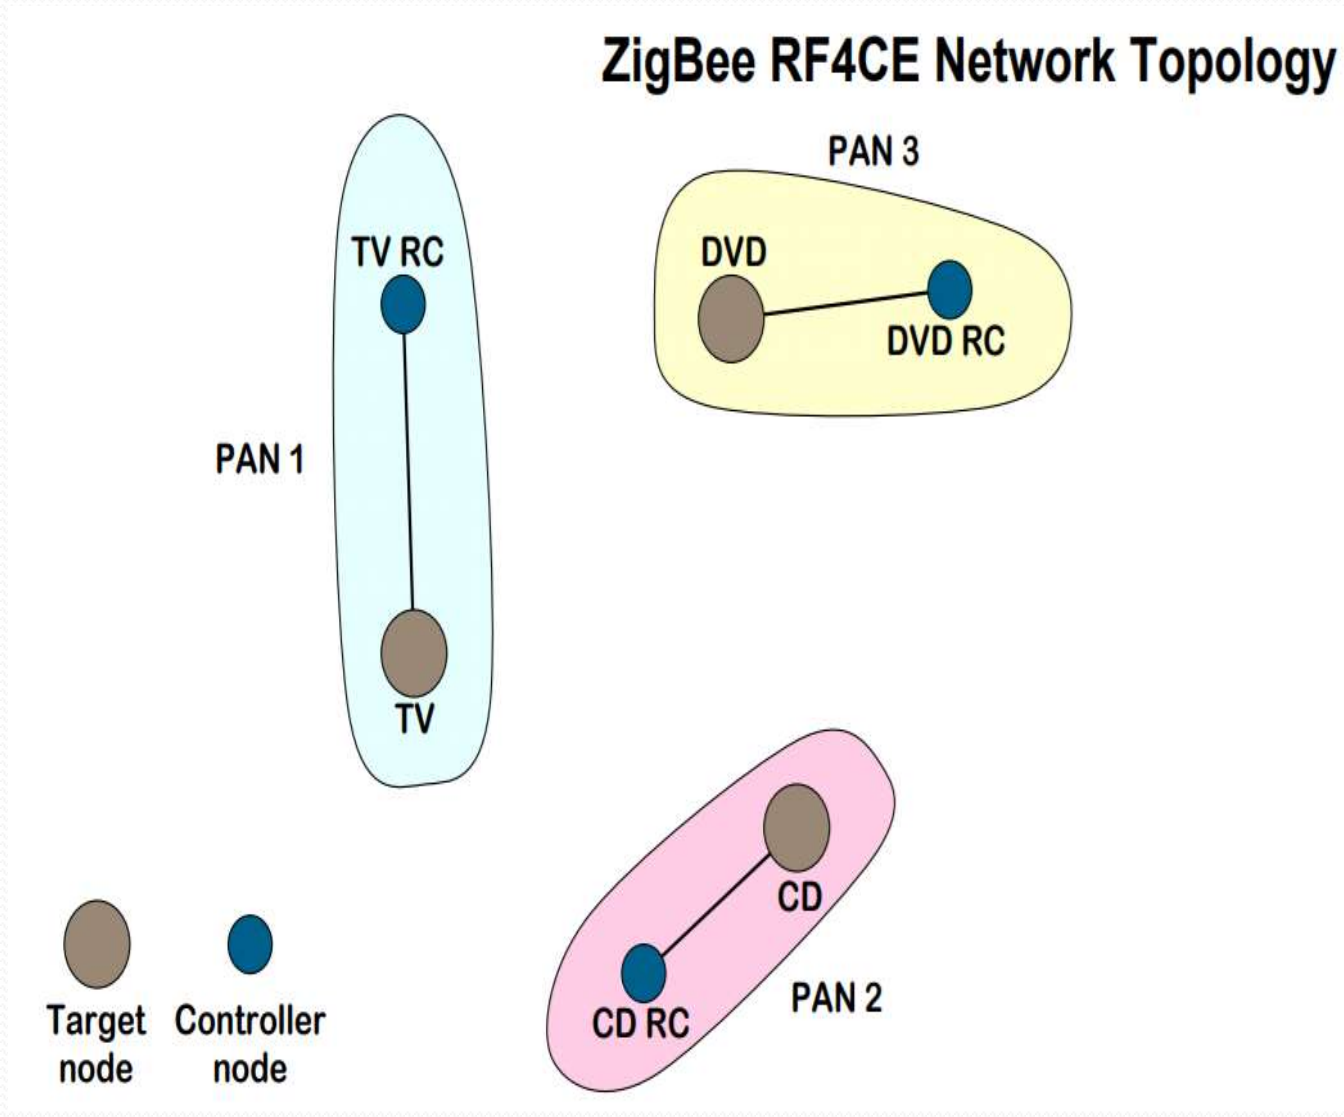 ZigBee RF4CE Network Topology
PAN 3
TV RC
DVD
DVD RC
PAN 1
TV
CD
PAN 2
CD RC
Target
node
Controller
node